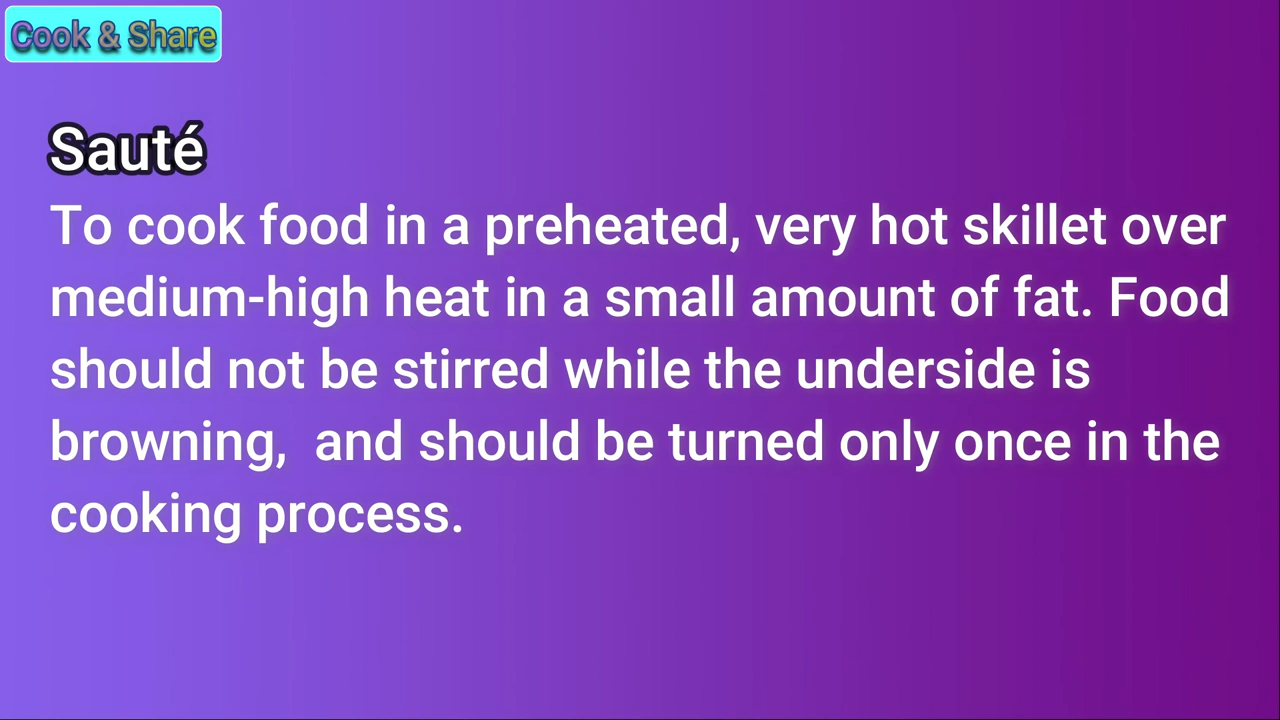 Cook & Share
Sauté
To cook food in a preheated, very hot skillet over
medium-high heat in a small amount of fat. Food
should not be stirred while the underside is
browning,  and should be turned only once in the
cooking process.